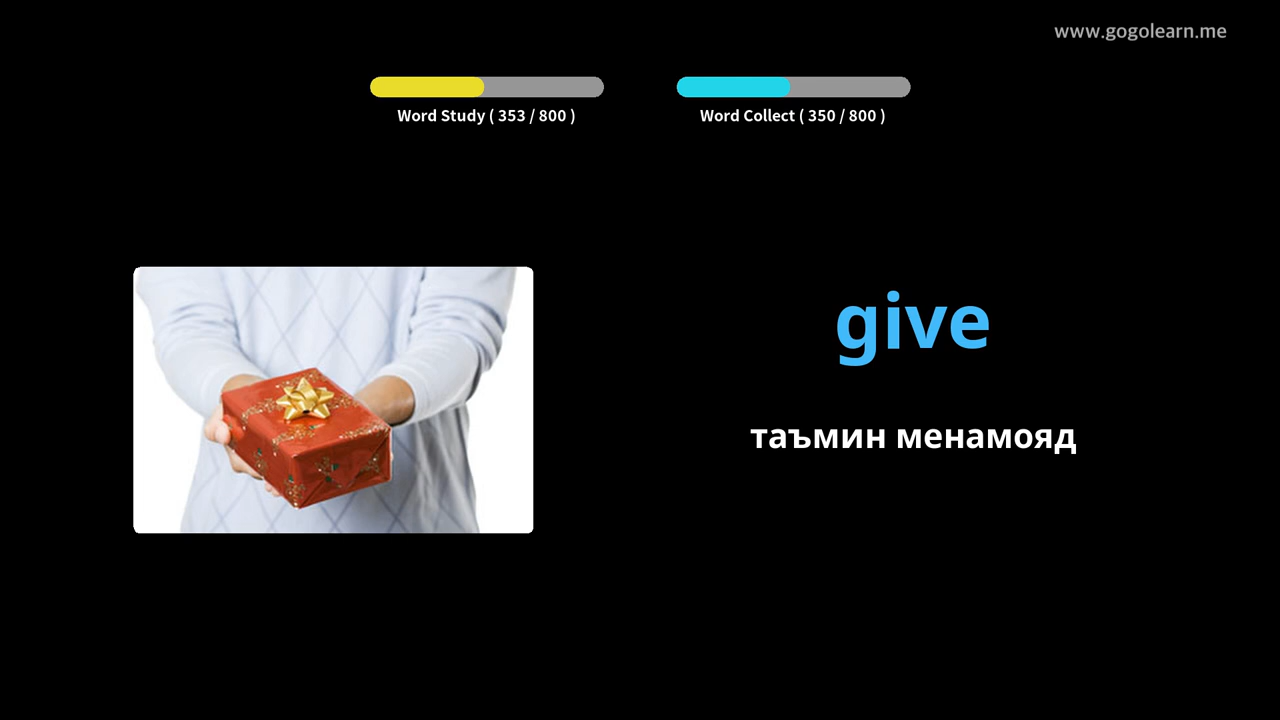 www.gogolearn.me
Word Study ( 353 / 800 )
Word Collect ( 350 / 800 )
give
таъмин менамояд